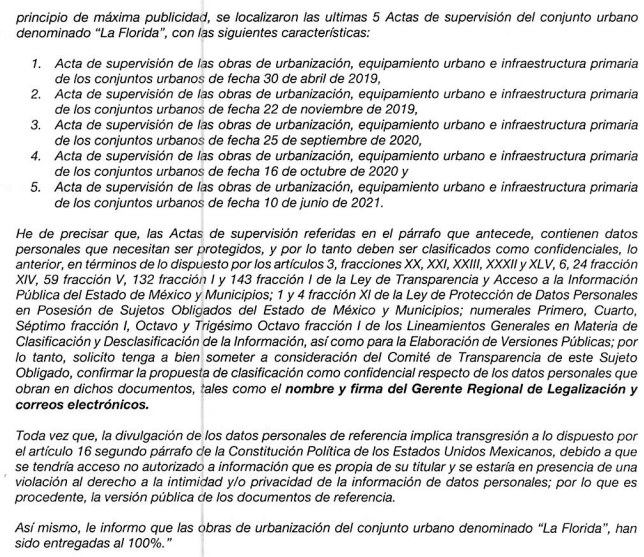 principio de máxima publicidad, se localizaron las ultimas 5 Actas de supervisión del conjunto urbano
denominado “La Florida”, con las siguientes características:
1. Acta de supervisión de las obras de urbanización, equipamiento urbano e infraestructura primaria
de los conjuntos urbanos de fecha 30 de abril de 2019,
2. Acta de supervisión de las obras de urbanización, equipamiento urbano e infraestructura primaria
de los conjuntos urbanos de fecha 22 de noviembre de 2019,
3. Acta de supervisión de las obras de urbanización, equipamiento urbano e infraestructura primaria
de los conjuntos urbanos de fecha 25 de septiembre de 2020,
4. Acta de supervisión de las obras de urbanización, equipamiento urbano e infraestructura primaria
de los conjuntos urbanos de fecha 16 de octubre de 2020 y
5. Acta de supervisión de las obras de urbanización, equipamiento urbano e infraestructura primaria
de los conjuntos urbanos de fecha 10 de junio de 2021.
He de precisar que, las Actas de supervisión referidas en el párrafo que antecede, contienen datos
personales que necesitan ser protegidos, y por lo tanto deben ser clasificados como confidenciales, lo
anterior, en términos de lo dispuesto por los artículos 3, fracciones XX, XXI, XXIII, XXXII y XLV, 6, 24 fracción
XIV, 59 fracción V, 132 fracción I y 143 fracción I de la Ley de Transparencia y Acceso a la Información
Pública del Estado de México y Municipios; 1 y 4 fracción XI de la Ley de Protección de Datos Personales
en Posesión de Sujetos Obligados del Estado de México y Municipios; numerales Primero, Cuarto,
Séptimo fracción I, Octavo y Trigésimo Octavo fracción I de los Lineamientos Generales en Materia de
Clasificación y Desclasificación de la Información, así como para la Elaboración de Versiones Públicas; por
lo tanto, solicito tenga a bien someter a consideración del Comité de Transparencia de este Sujeto
Obligado, confirmar la propuesta de clasificación como confidencial respecto de los datos personales que
obran en dichos documentos, tales como el nombre y firma del Gerente Regional de Legalización y
correos electrónicos.
Toda vez que, la divulgación de los datos personales de referencia implica transgresión a lo dispuesto por
el artículo 16 segundo párrafo de la Constitución Política de los Estados Unidos Mexicanos, debido a que
se tendría acceso no autorizado a información que es propia de su titular y se estaría en presencia de una
violación al derecho a la intimidad y/o privacidad de la información de datos personales; por lo que es
procedente, la versión pública de los documentos de referencia.
Así mismo, le informo que las obras de urbanización del conjunto urbano denominado “La Florida”, han
sido entregadas al 100%.”